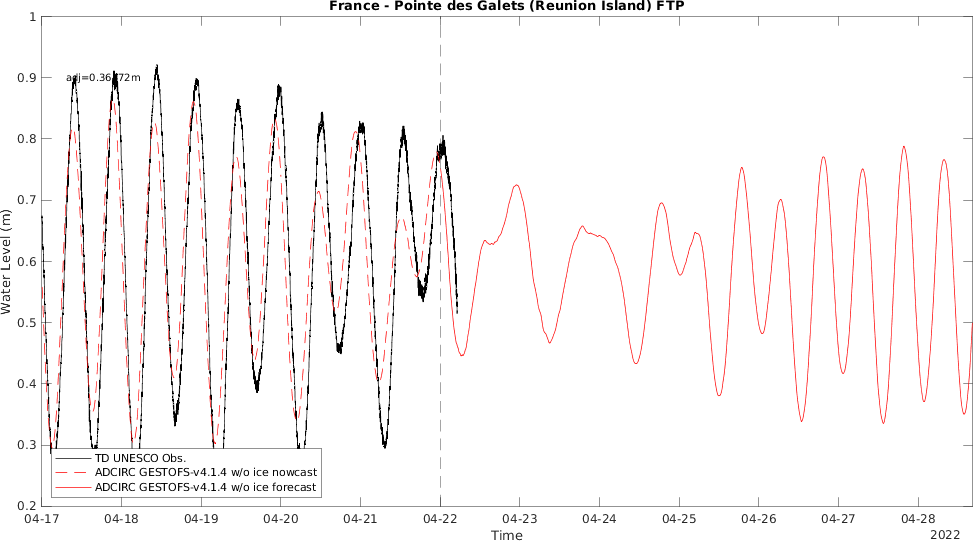 France - Pointe des Galets (Reunion Island) FTP
1
0.9
0.8
0.7
0.6
0.5
0.4
0.3
0.2
Water Level (m)
TD UNESCO Obs.
ADCIRC GESTOFS-v4.1.4 w/o ice nowcast
ADCIRC GESTOFS-v4.1.4 w/o ice forecast
04-17 04-18 04-19 04-20 04-21 04-22 04-23 04-24 04-25 04-26 04-27 04-28
Time
2022